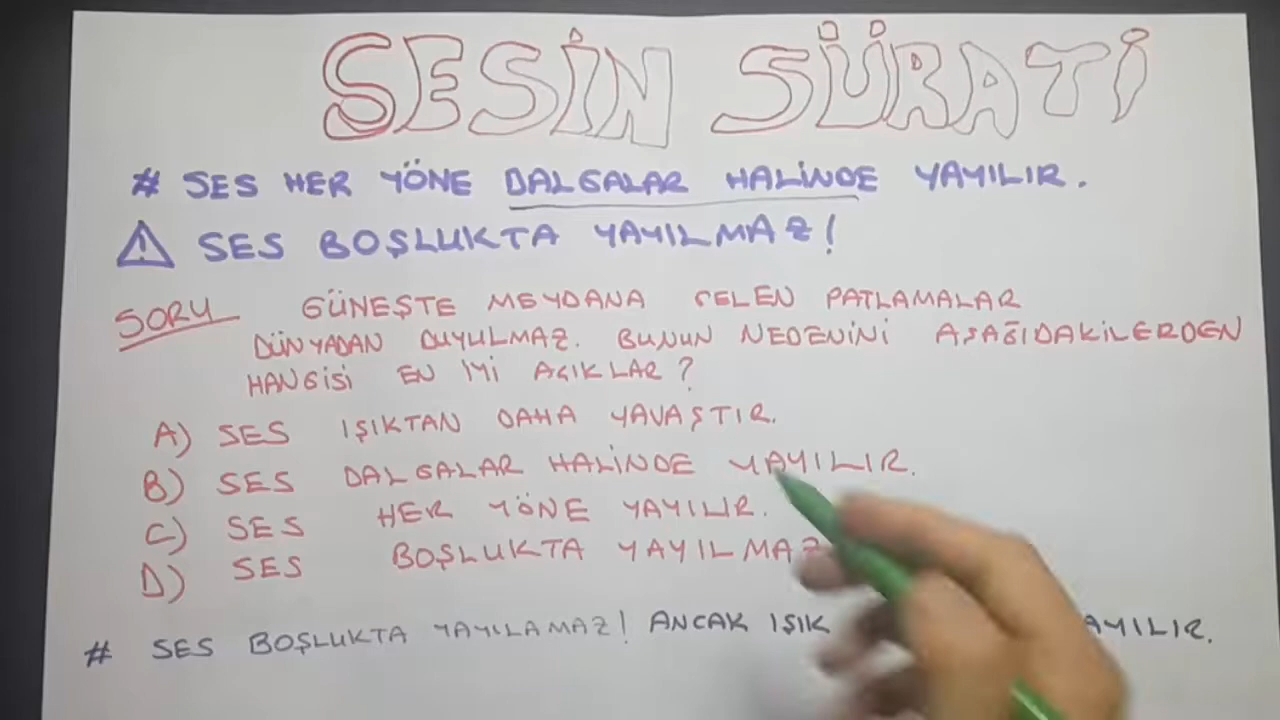 SESİN SÜRATİ
# SES HER YÖNE DALGALAR HALİNDE YAYILIR.
⚠ SES BOŞLUKTA YAYILMAZ!
SORU GÜNEŞTE MEYDANA GELEN PATLAMALAR
DÜNYADAN DUYULMAZ. BUNUN NEDENİNİ AŞAĞIDAKİLERDEN
HANGİSİ EN İYİ AÇIKLAR?
A) SES IŞIKTAN DAHA YAVAŞTIR.
B) SES DALGALAR HALİNDE YAYILIR.
C) SES HER YÖNE YAYILIR.
D) SES BOŞLUKTA YAYILMAZ
# SES BOŞLUKTA YAYILAMAZ! ANCAK IŞIK AYILIR.